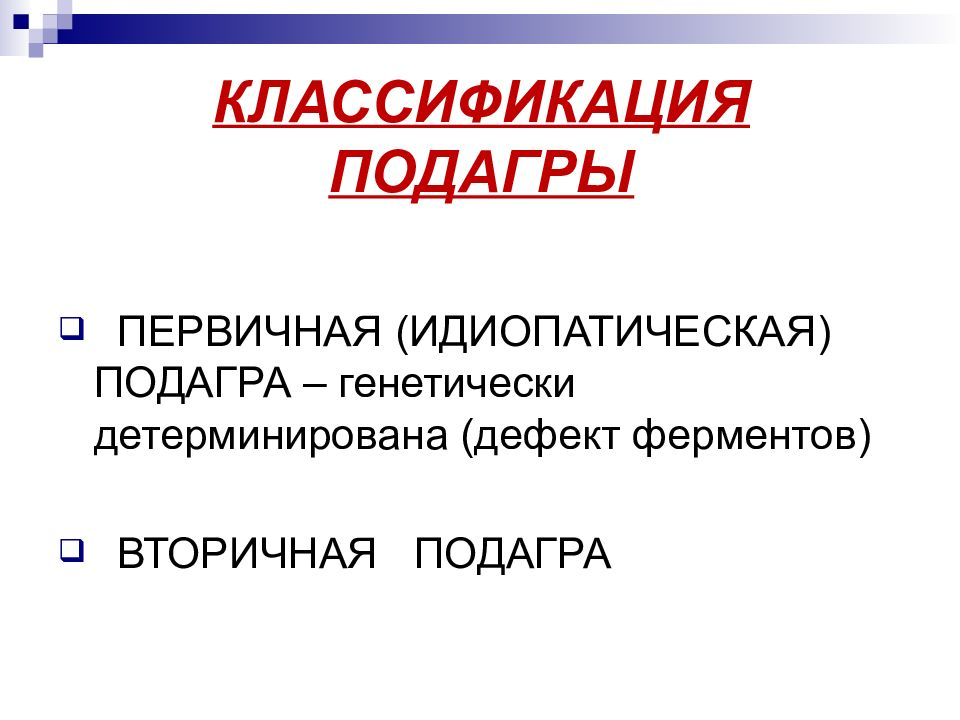 КЛАССИФИКАЦИЯ
ПОДАГРЫ
ПЕРВИЧНАЯ (ИДИОПАТИЧЕСКАЯ)
ПОДАГРА – генетически
детерминирована (дефект ферментов)
ВТОРИЧНАЯ ПОДАГРА